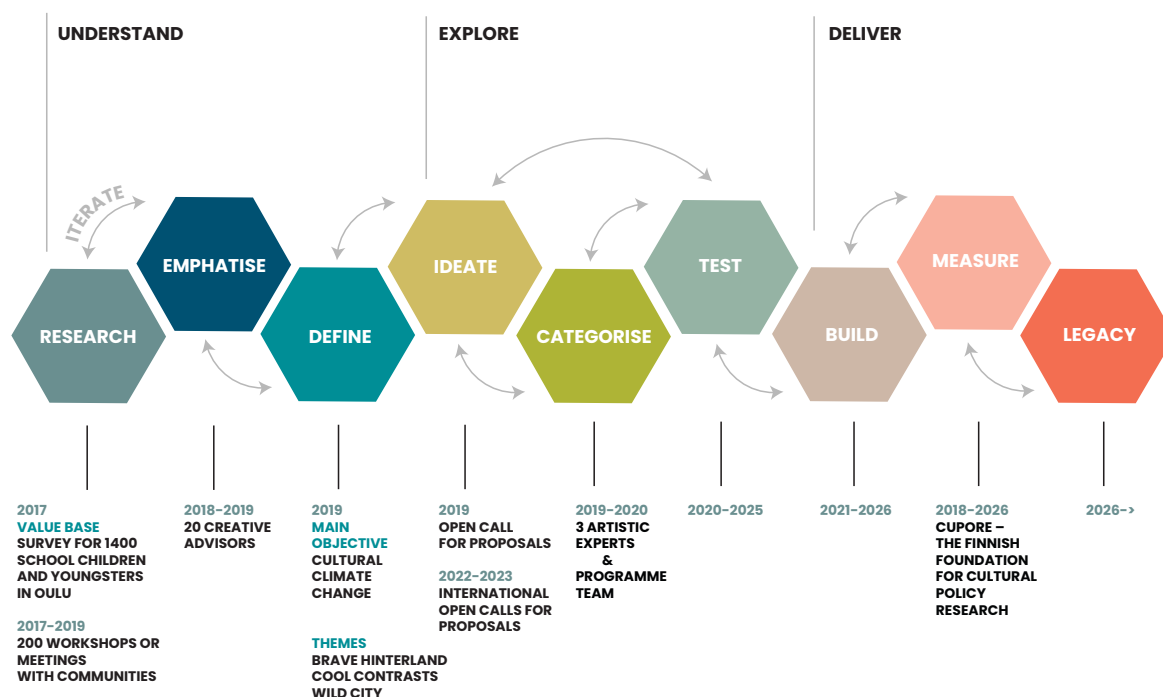 UNDERSTAND
EXPLORE
DELIVER
ITERATE
RESEARCH
EMPHATISE
DEFINE
IDEATE
CATEGORISE
TEST
BUILD
MEASURE
LEGACY
2017
VALUE BASE
SURVEY FOR 1400
SCHOOL CHILDREN
AND YOUNGSTERS
IN OULU
2017-2019
200 WORKSHOPS OR
MEETINGS
WITH COMMUNITIES
2018-2019
20 CREATIVE
ADVISORS
2019
MAIN
OBJECTIVE
CULTURAL
CLIMATE
CHANGE
THEMES
BRAVE HINTERLAND
COOL CONTRASTS
WILD CITY
2019
OPEN CALL
FOR PROPOSALS
2022-2023
INTERNATIONAL
OPEN CALLS FOR
PROPOSALS
2019-2020
3 ARTISTIC
EXPERTS
&
PROGRAMME
TEAM
2020-2025
2021-2026
2018-2026
CUPORE –
THE FINNISH
FOUNDATION
FOR CULTURAL
POLICY
RESEARCH
2026->